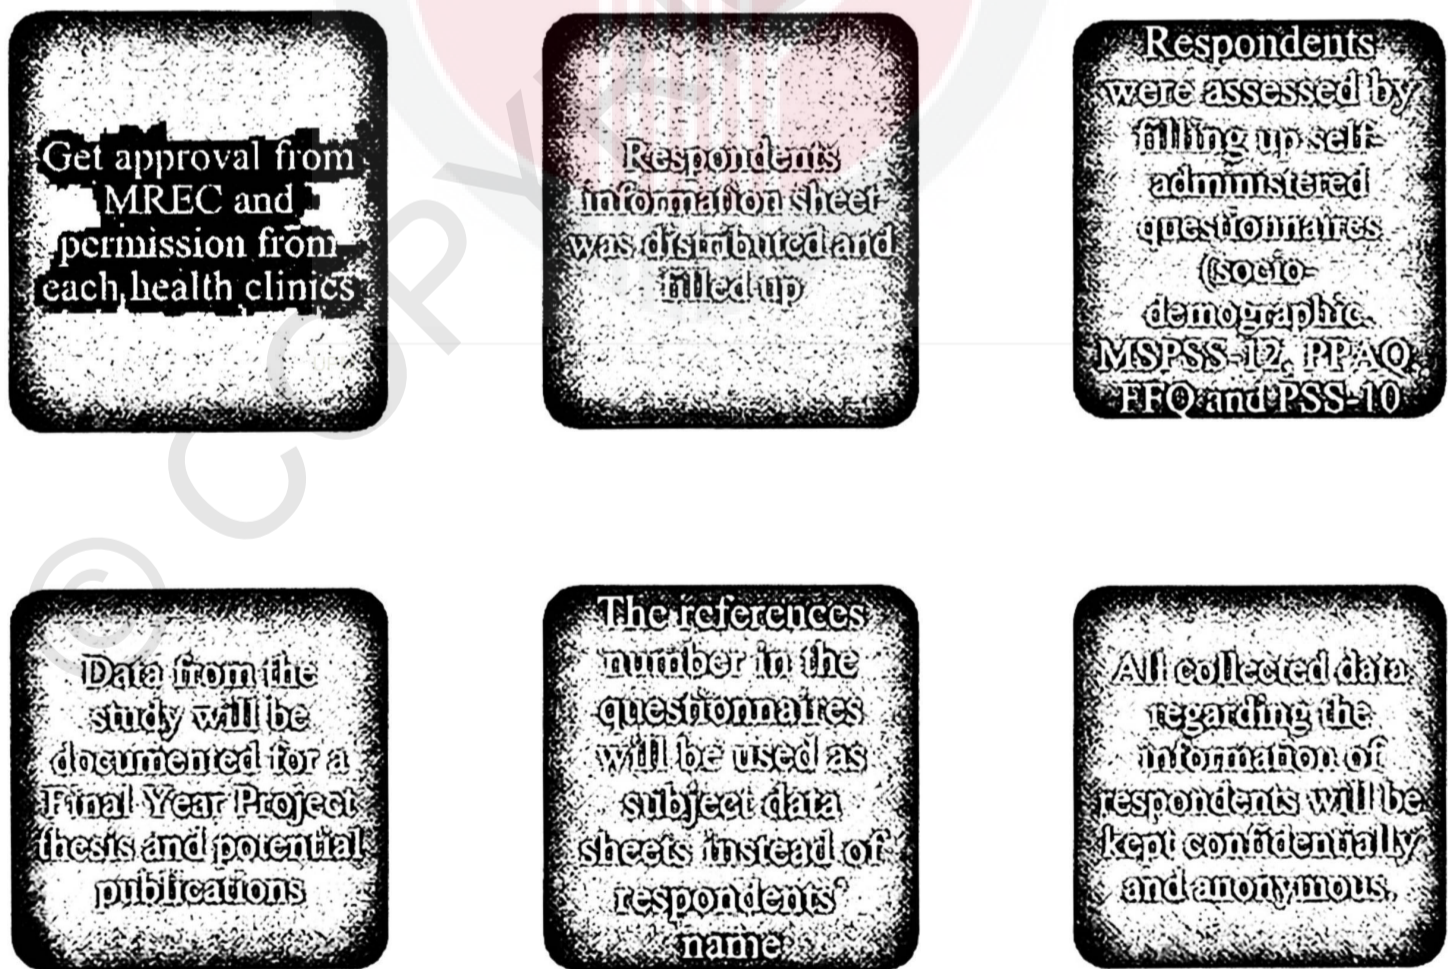 Get approval from
MREC and
permission from
each health clinics
Respondents
information sheet
was distributed and
filled up
Respondents
were assessed by
filling up self-
administered
questionnaires
(socio-
demographic,
MSPSS-12, PPAQ,
FFQ and PSS-10
Data from the
study will be
documented for a
Final Year Project
thesis and potential
publications
The references
number in the
questionnaires
will be used as
subject data
sheets instead of
respondents'
name
All collected data
regarding the
information of
respondents will be
kept confidentially
and anonymous.
© COPY